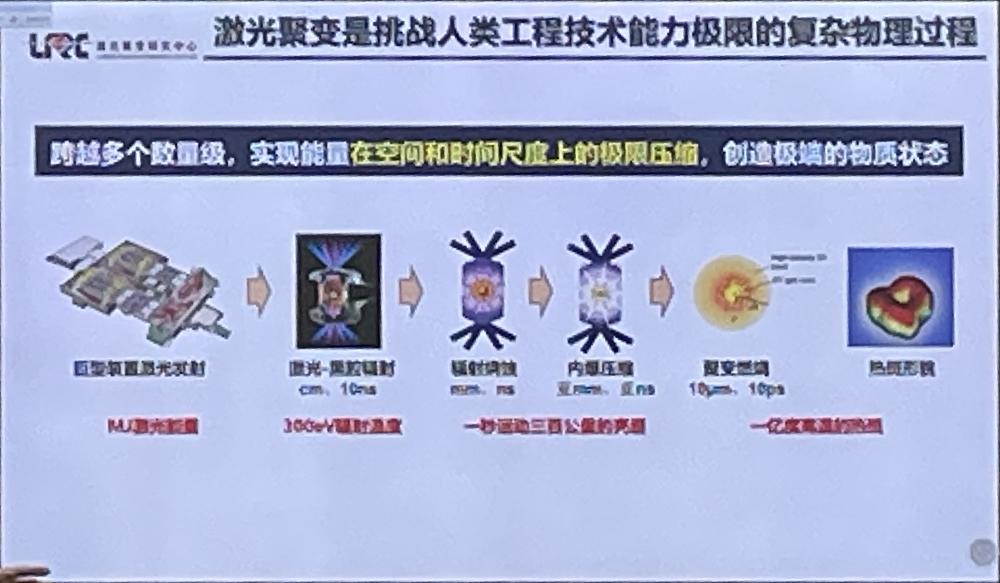 激光聚变是挑战人类工程技术能力极限的复杂物理过程
激光聚变研究中心
跨越多个数量级，实现能量在空间和时间尺度上的极限压缩，创造极端的物质状态
巨型装置激光发射
激光-黑腔辐射
辐射烧蚀
内爆压缩
聚变燃烧
热斑形貌
cm、10ns
mm、ns
亚mm、亚ns
10μm、10ps
MJ激光能量
300eV辐射温度
一秒运动三百公里的壳层
一亿度高温的热斑